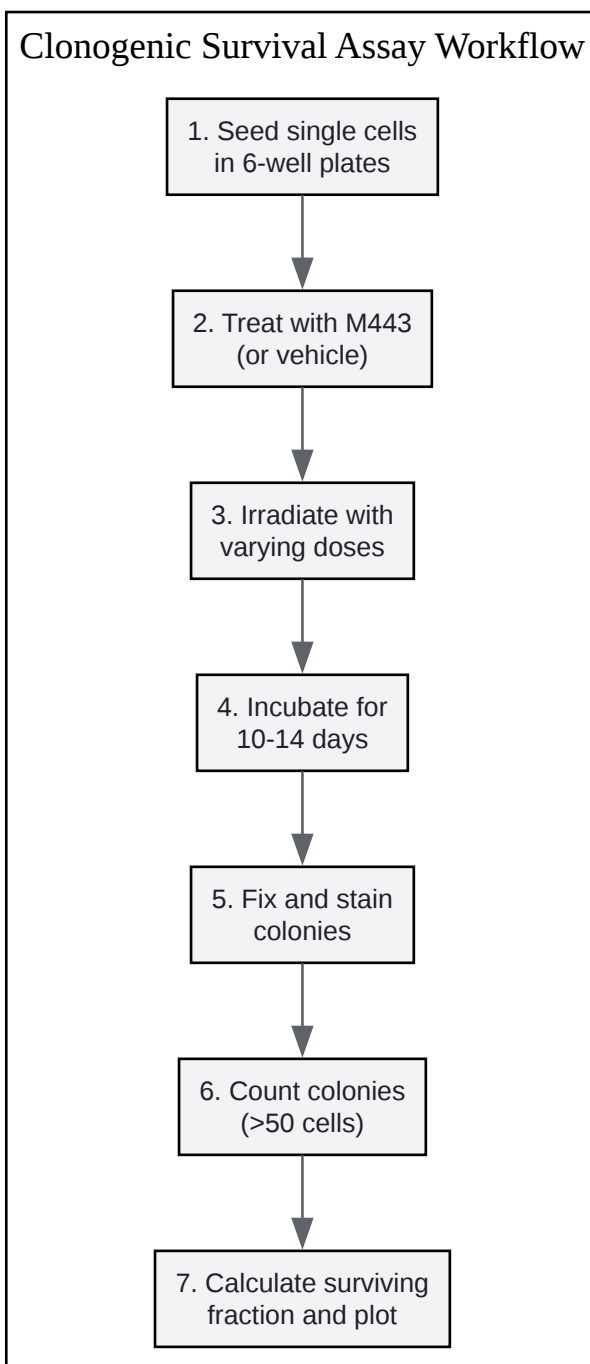 Clonogenic Survival Assay Workflow
1. Seed single cells
in 6-well plates
2. Treat with M443
(or vehicle)
3. Irradiate with
varying doses
4. Incubate for
10-14 days
5. Fix and stain
colonies
6. Count colonies
(>50 cells)
7. Calculate surviving
fraction and plot